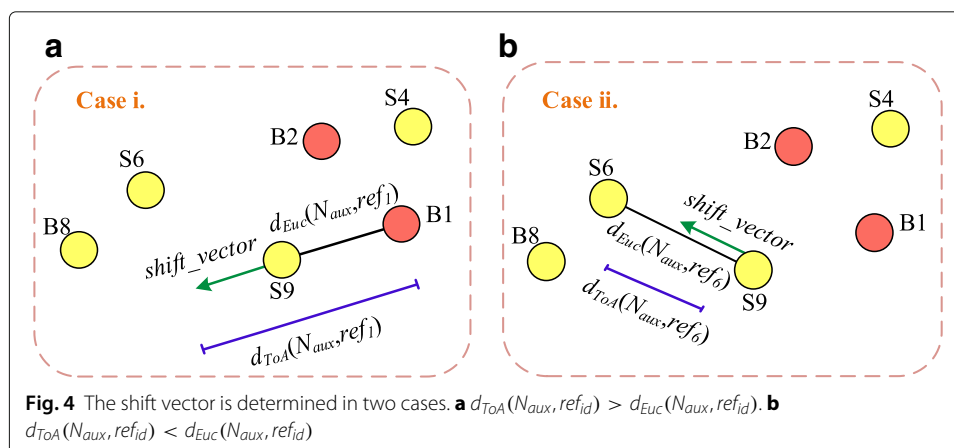 a
b
Case i.
Case ii.
S4
B2
S6
B1
B8
S9
d_Euc(N_aux,ref_1)
shift_vector
d_ToA(N_aux,ref_1)
S4
B2
S6
B1
B8
S9
shift_vector
d_Euc(N_aux,ref_6)
d_ToA(N_aux,ref_6)
Fig. 4 The shift vector is determined in two cases. a d_ToA(N_aux, ref_id) > d_Euc(N_aux, ref_id). b
d_ToA(N_aux, ref_id) < d_Euc(N_aux, ref_id)